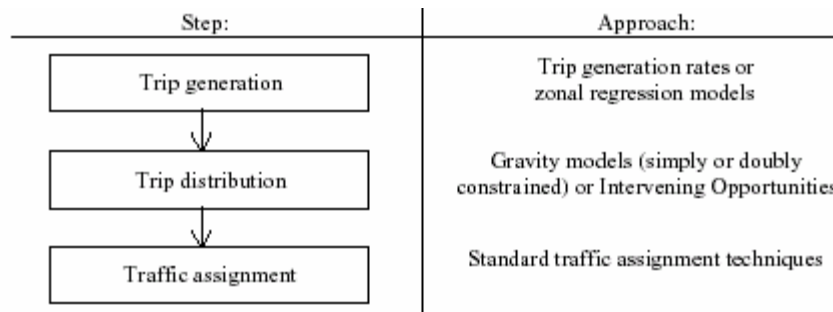 Step:
Approach:
Trip generation
Trip generation rates or
zonal regression models
Trip distribution
Gravity models (simply or doubly
constrained) or Intervening Opportunities
Traffic assignment
Standard traffic assignment techniques